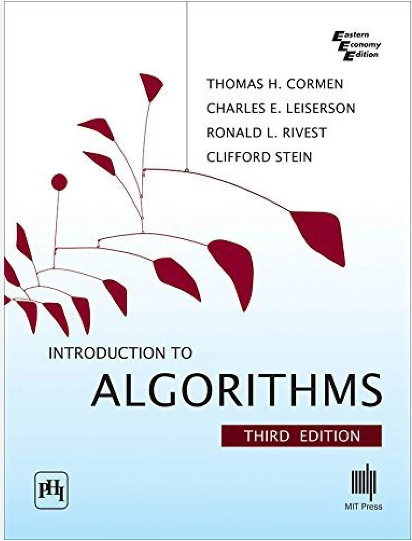 Eastern
Economy
Edition
THOMAS H. CORMEN
CHARLES E. LEISERSON
RONALD L. RIVEST
CLIFFORD STEIN
INTRODUCTION TO
ALGORITHMS
THIRD EDITION
PHI
MIT Press